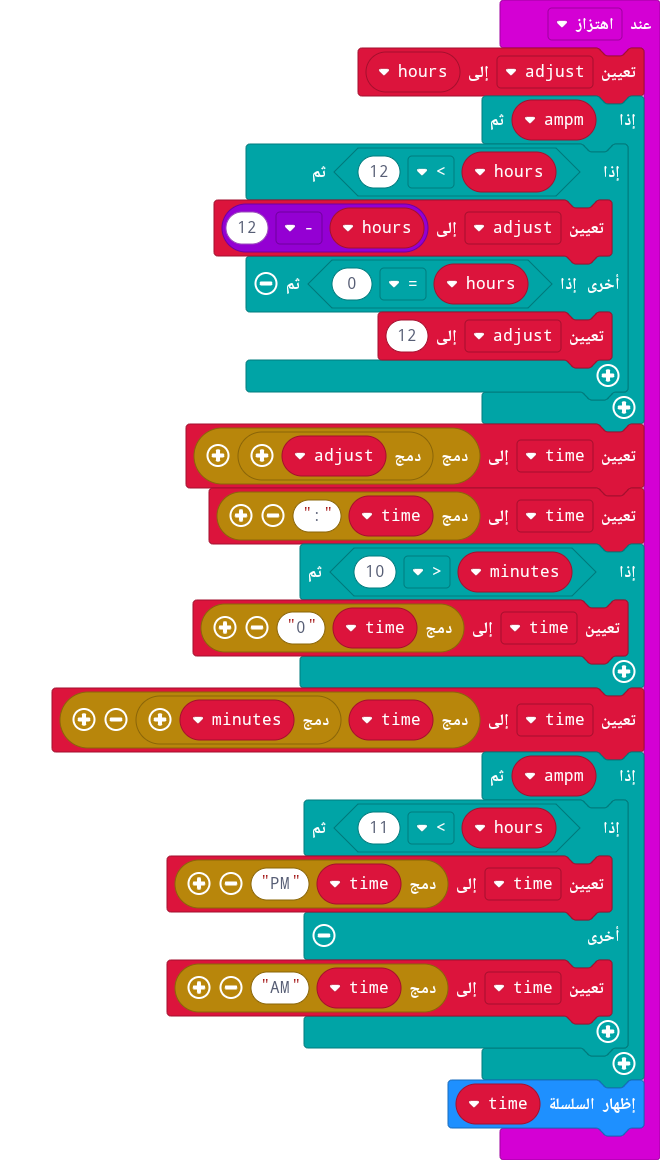 عند اهتزاز
تعيين adjust إلى hours
إذا ampm ثم
إذا hours < 12 ثم
تعيين adjust إلى hours - 12
أخرى إذا hours = 0 ثم
تعيين adjust إلى 12
تعيين time إلى دمج دمج adjust
تعيين time إلى دمج time ":"
إذا minutes > 10 ثم
تعيين time إلى دمج time "0"
تعيين time إلى دمج time دمج minutes
إذا ampm ثم
إذا hours < 11 ثم
تعيين time إلى دمج time "PM"
أخرى
تعيين time إلى دمج time "AM"
إظهار السلسلة time